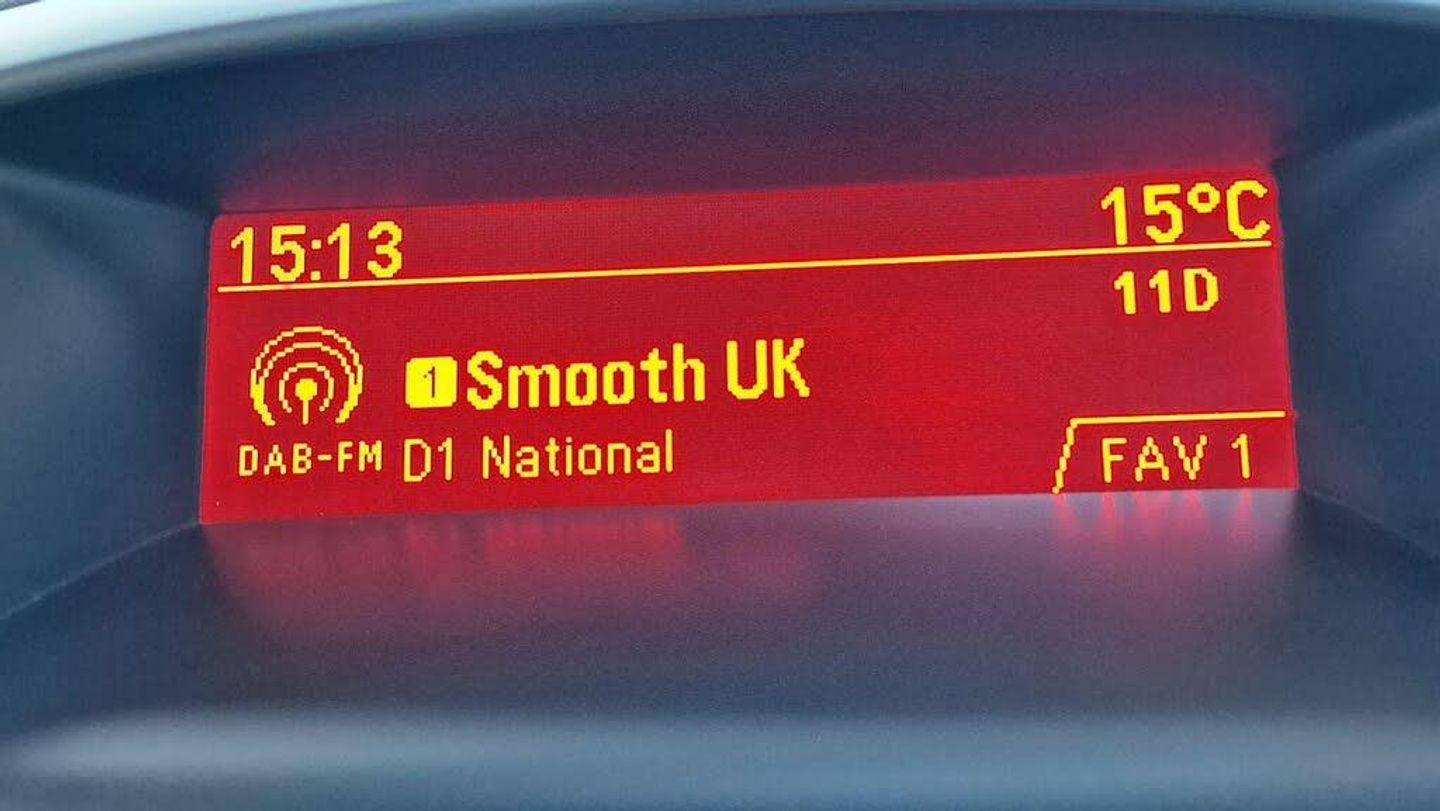 15:13 15°C
11D
1 Smooth UK
DAB-FM D1 National FAV 1